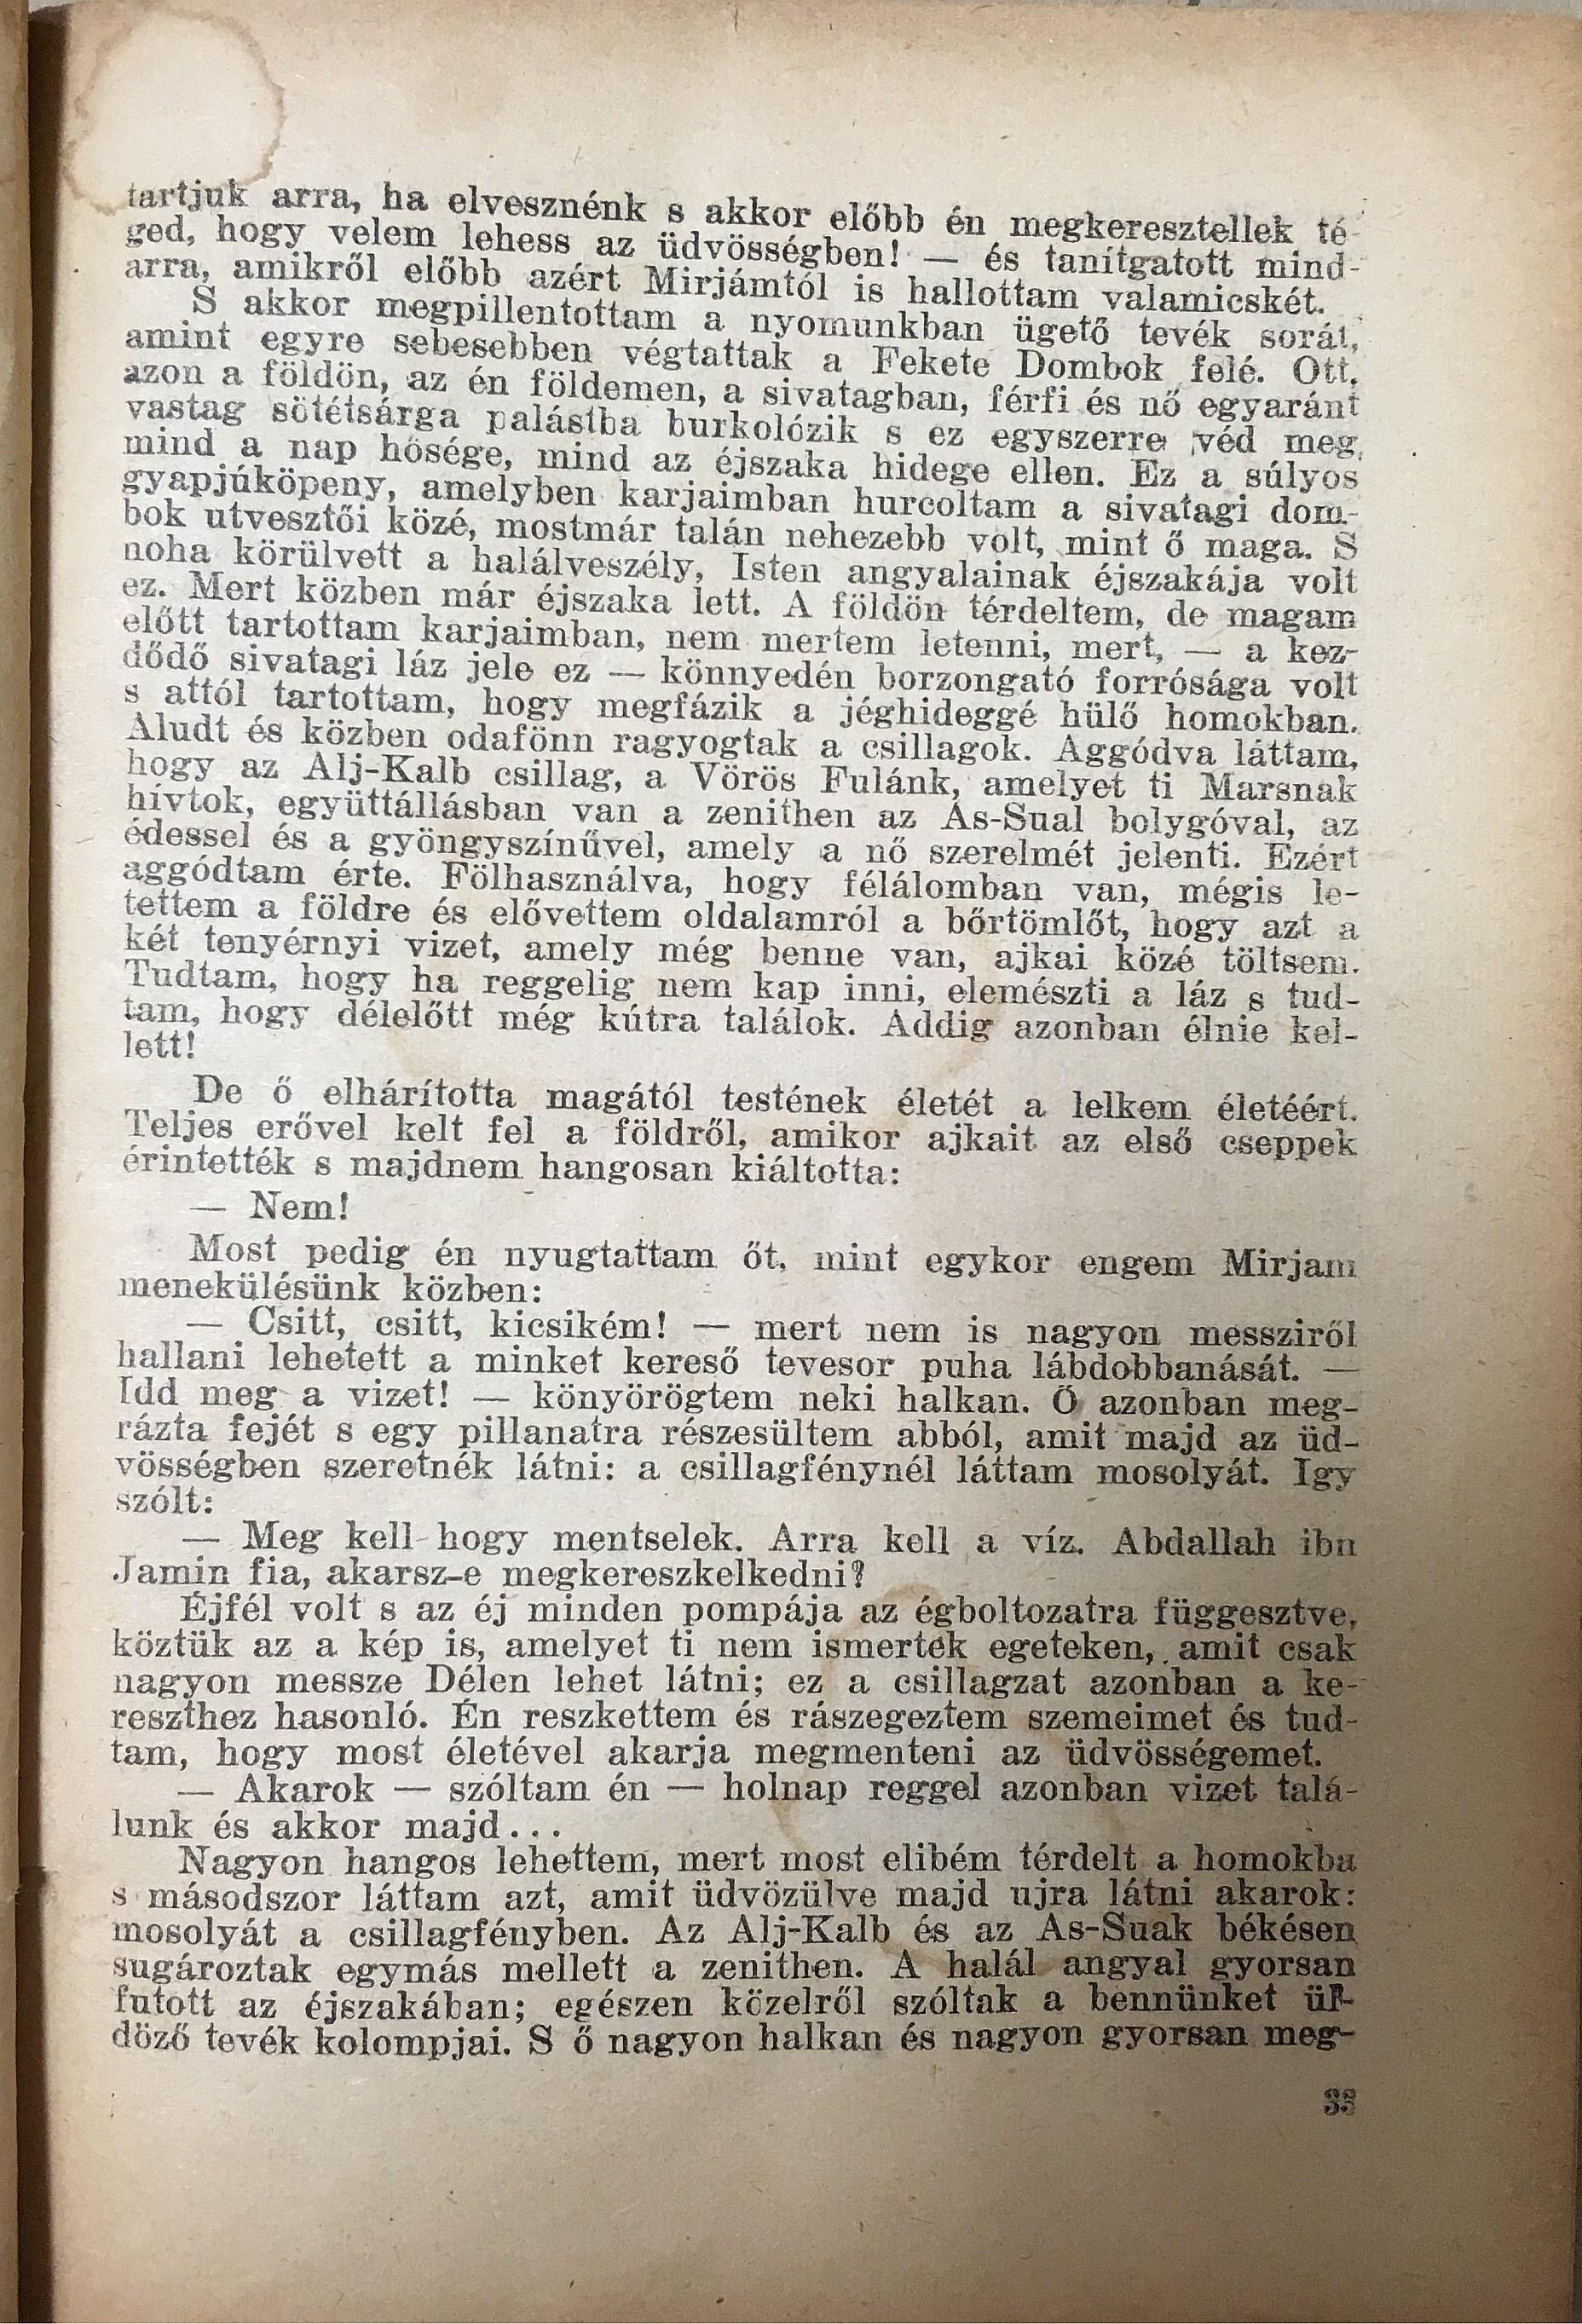 tartjuk arra, ha elvesznénk s akkor előbb én megkeresztellek té-
ged, hogy velem lehess az üdvösségben! — és tanítgatott mind-
arra, amikről előbb azért Mirjámtól is hallottam valamicskét.
S akkor megpillentottam a nyomunkban ügető tevék sorát,
amint egyre sebesebben végtattak a Fekete Dombok felé. Ott,
azon a földön, az én földemen, a sivatagban, férfi és nő egyaránt
vastag sötétsárga palástba burkolózik s ez egyszerre véd meg,
mind a nap hősége, mind az éjszaka hidege ellen. Ez a súlyos
gyapjúköpeny, amelyben karjaimban hurcoltam a sivatagi dom-
bok utvesztői közé, mostmár talán nehezebb volt, mint ő maga. S
noha körülvett a halálveszély, Isten angyalainak éjszakája volt
ez. Mert közben már éjszaka lett. A földön térdeltem, de magam
előtt tartottam karjaimban, nem mertem letenni, mert, — a kez-
dődő sivatagi láz jele ez — könnyedén borzongató forrósága volt
s attól tartottam, hogy megfázik a jéghideggé hülő homokban.
Aludt és közben odafönn ragyogtak a csillagok. Aggódva láttam,
hogy az Alj-Kalb csillag, a Vörös Fulánk, amelyet ti Marsnak
hívtok, együttállásban van a zenithen az As-Sual bolygóval, az
édessel és a gyöngyszínűvel, amely a nő szerelmét jelenti. Ezért
aggódtam érte. Fölhasználva, hogy félálomban van, mégis le-
tettem a földre és elővettem oldalamról a bőrtömlőt, hogy azt a
két tenyérnyi vizet, amely még benne van, ajkai közé töltsem.
Tudtam, hogy ha reggelig nem kap inni, elemészti a láz s tud-
tam, hogy délelőtt még kútra találok. Addig azonban élnie kel-
lett!
De ő elhárította magától testének életét a lelkem életéért.
Teljes erővel kelt fel a földről, amikor ajkait az első cseppek
érintették s majdnem hangosan kiáltotta:
— Nem!
Most pedig én nyugtattam őt, mint egykor engem Mirjam
menekülésünk közben:
— Csitt, csitt, kicsikém! — mert nem is nagyon messziről
hallani lehetett a minket kereső tevesor puha lábdobbanását. —
Idd meg a vizet! — könyörögtem neki halkan. Ő azonban meg-
rázta fejét s egy pillanatra részesültem abból, amit majd az üd-
vösségben szeretnék látni: a csillagfénynél láttam mosolyát. Igy
szólt:
— Meg kell hogy mentselek. Arra kell a víz. Abdallah ibn
Jamin fia, akarsz-e megkereszkelkedni?
Éjfél volt s az éj minden pompája az égboltozatra függesztve,
köztük az a kép is, amelyet ti nem ismertek egeteken, amit csak
nagyon messze Délen lehet látni; ez a csillagzat azonban a ke-
reszthez hasonló. Én reszkettem és rászegeztem szemeimet és tud-
tam, hogy most életével akarja megmenteni az üdvösségemet.
— Akarok — szóltam én — holnap reggel azonban vizet talá-
lunk és akkor majd...
Nagyon hangos lehettem, mert most elibém térdelt a homokba
s másodszor láttam azt, amit üdvözülve majd ujra látni akarok:
mosolyát a csillagfényben. Az Alj-Kalb és az As-Suak békésen
sugároztak egymás mellett a zenithen. A halál angyal gyorsan
futott az éjszakában; egészen közelről szóltak a bennünket ül-
döző tevék kolompjai. S ő nagyon halkan és nagyon gyorsan meg-
33